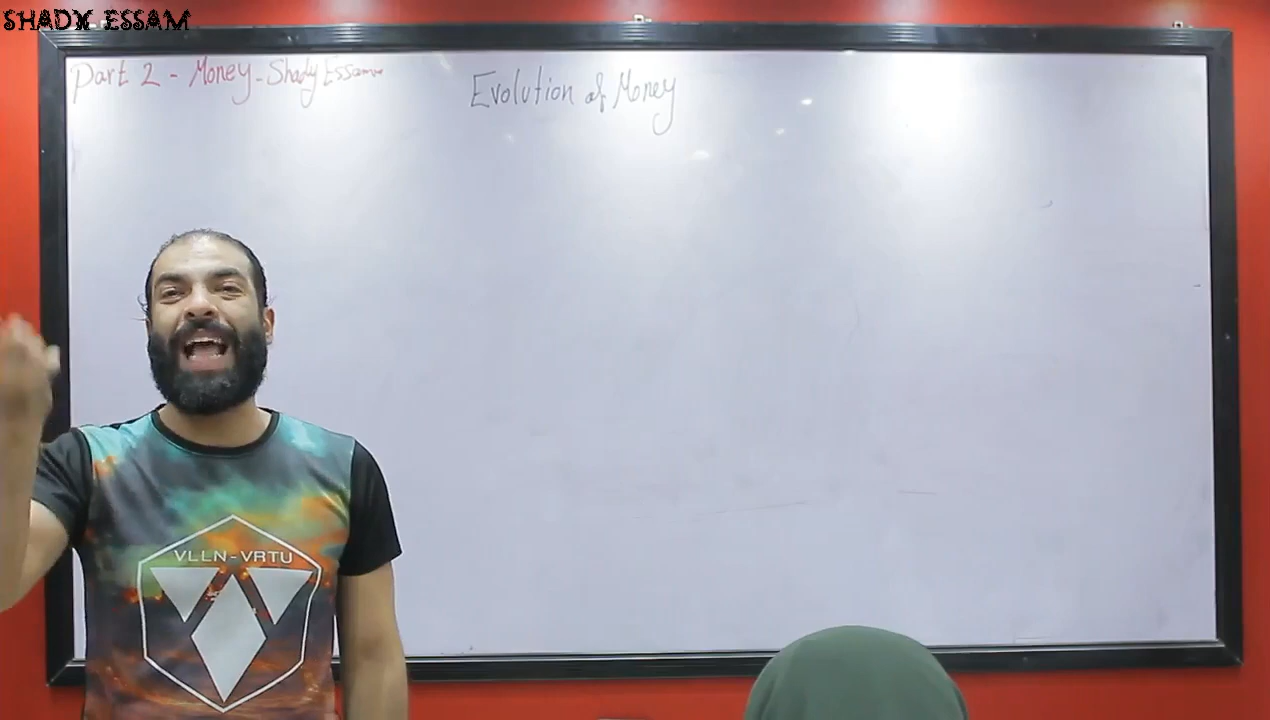 SHADY ESSAM
Part 2 - Money - Shady Essam
Evolution of Money
VLLN-VRTU